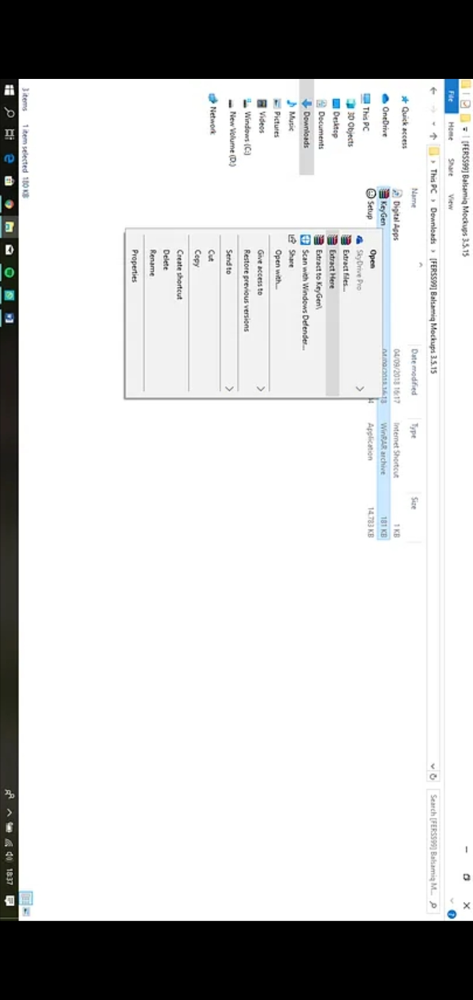 [FERSS99] Balsamiq Mockups 3.5.15
File Home Share View
This PC > Downloads > [FERSS99] Balsamiq Mockups 3.5.15
Search [FERSS99] Balsamiq M...
Quick access
OneDrive
This PC
3D Objects
Desktop
Documents
Downloads
Music
Pictures
Videos
Windows (C:)
New Volume (D:)
Network
Name Date modified Type Size
Digital Apps 04/09/2018 16:17 Internet Shortcut 1 KB
KeyGen 04/09/2018 16:18 WinRAR archive 181 KB
Setup Application 14,783 KB
Open
SkyDrive Pro
Extract files...
Extract Here
Extract to KeyGen\
Scan with Windows Defender...
Share
Open with...
Give access to
Restore previous versions
Send to
Cut
Copy
Create shortcut
Delete
Rename
Properties
3 items 1 item selected 180 KB
18:37